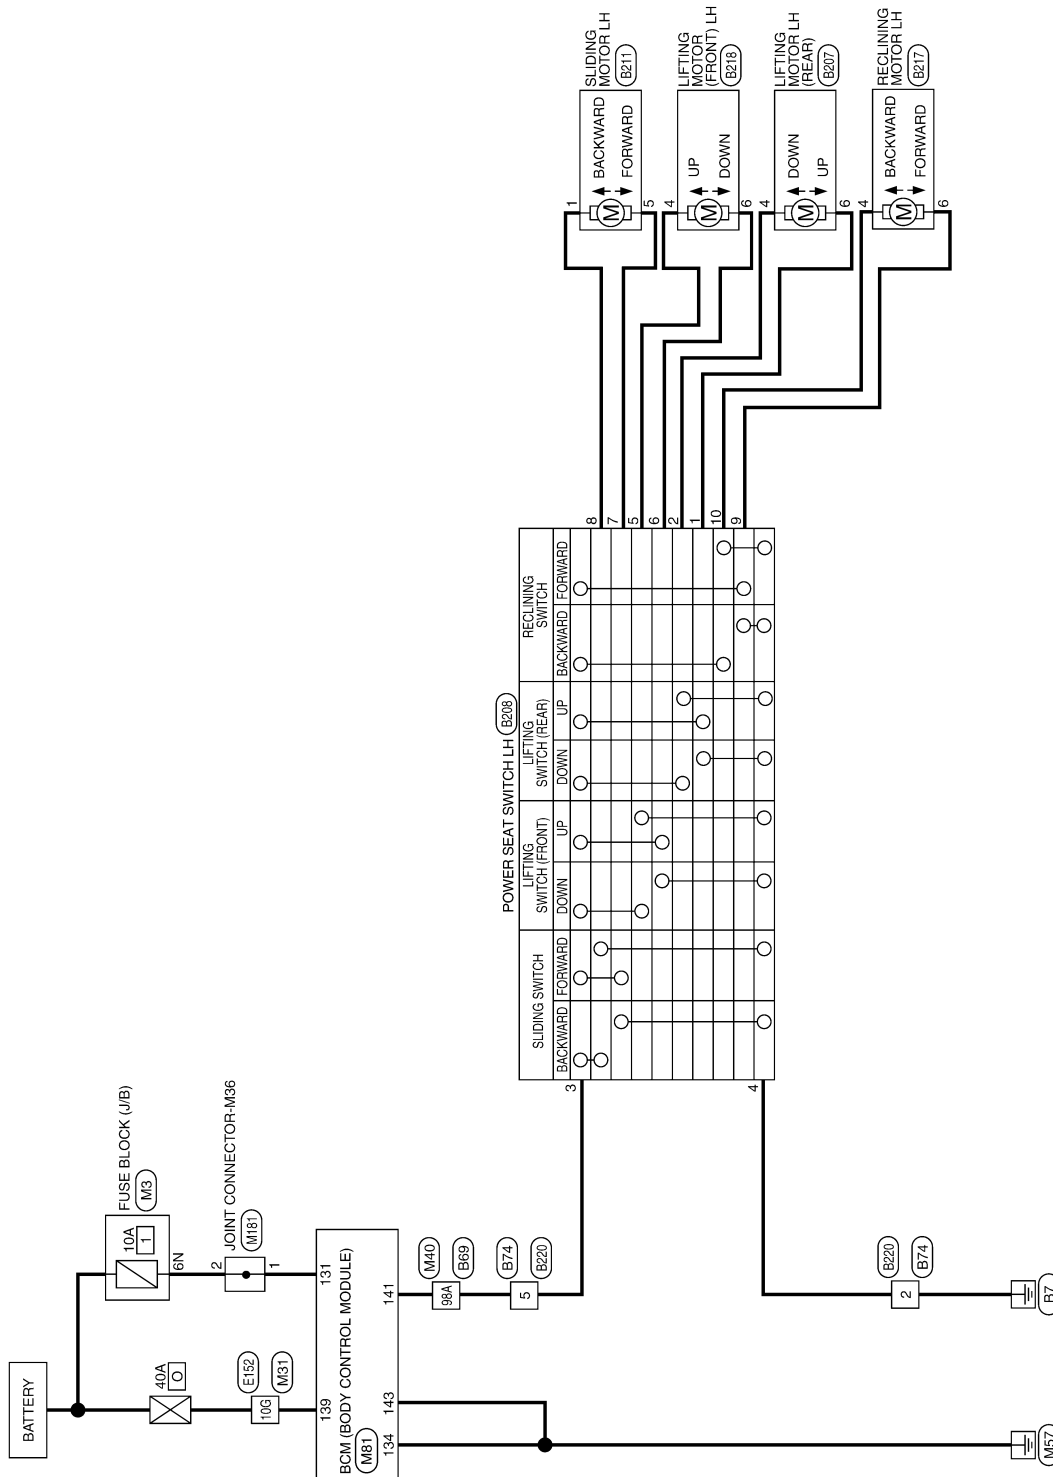 BATTERY
40A
O
E152
10G
M31
139
FUSE BLOCK (J/B)
M3
10A
1
6N
JOINT CONNECTOR-M36
M181
2
1
131
BCM (BODY CONTROL MODULE)
M81
134
143
141
M57
98A
M40
B69
5
B74
B220
3
4
2
B220
B74
B7
POWER SEAT SWITCH LH
B208
SLIDING SWITCH
BACKWARD
FORWARD
LIFTING
SWITCH (FRONT)
DOWN
UP
LIFTING
SWITCH (REAR)
DOWN
UP
RECLINING
SWITCH
BACKWARD
FORWARD
8
7
5
6
2
1
10
9
SLIDING
MOTOR LH
B211
BACKWARD
FORWARD
M
1
5
LIFTING
MOTOR
(FRONT) LH
B218
UP
DOWN
M
4
6
LIFTING
MOTOR LH
(REAR)
B207
DOWN
UP
M
4
6
RECLINING
MOTOR LH
B217
BACKWARD
FORWARD
M
4
6